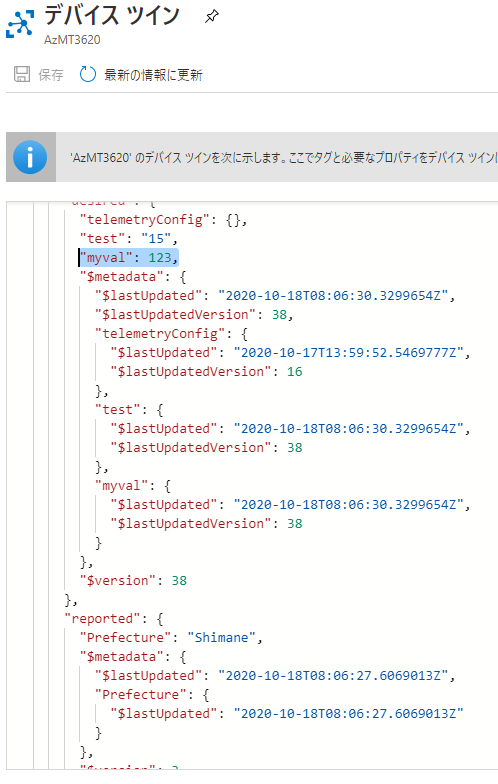 デバイス ツイン
AzMT3620
保存 最新の情報に更新
'AzMT3620' のデバイス ツインを次に示します。ここでタグと必要なプロパティをデバイス ツインに
"desired": {
"telemetryConfig": {},
"test": "15",
"myval": 123,
"$metadata": {
"$lastUpdated": "2020-10-18T08:06:30.3299654Z",
"$lastUpdatedVersion": 38,
"telemetryConfig": {
"$lastUpdated": "2020-10-17T13:59:52.5469777Z",
"$lastUpdatedVersion": 16
},
"test": {
"$lastUpdated": "2020-10-18T08:06:30.3299654Z",
"$lastUpdatedVersion": 38
},
"myval": {
"$lastUpdated": "2020-10-18T08:06:30.3299654Z",
"$lastUpdatedVersion": 38
}
},
"$version": 38
},
"reported": {
"Prefecture": "Shimane",
"$metadata": {
"$lastUpdated": "2020-10-18T08:06:27.6069013Z",
"Prefecture": {
"$lastUpdated": "2020-10-18T08:06:27.6069013Z"
}
},
"$version":